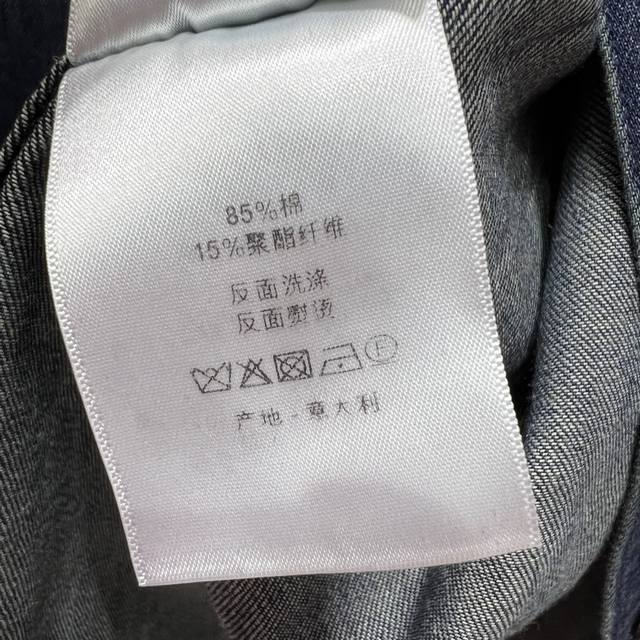 85%棉
15%聚酯纤维
反面洗涤
反面熨烫
Ⓕ
产地-意大利